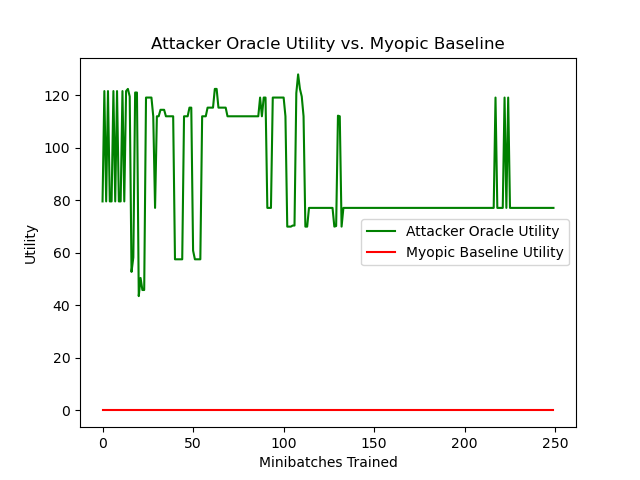 Attacker Oracle Utility vs. Myopic Baseline
120
100
80
60
40
20
0
Utility
Attacker Oracle Utility
Myopic Baseline Utility
0 50 100 150 200 250
Minibatches Trained